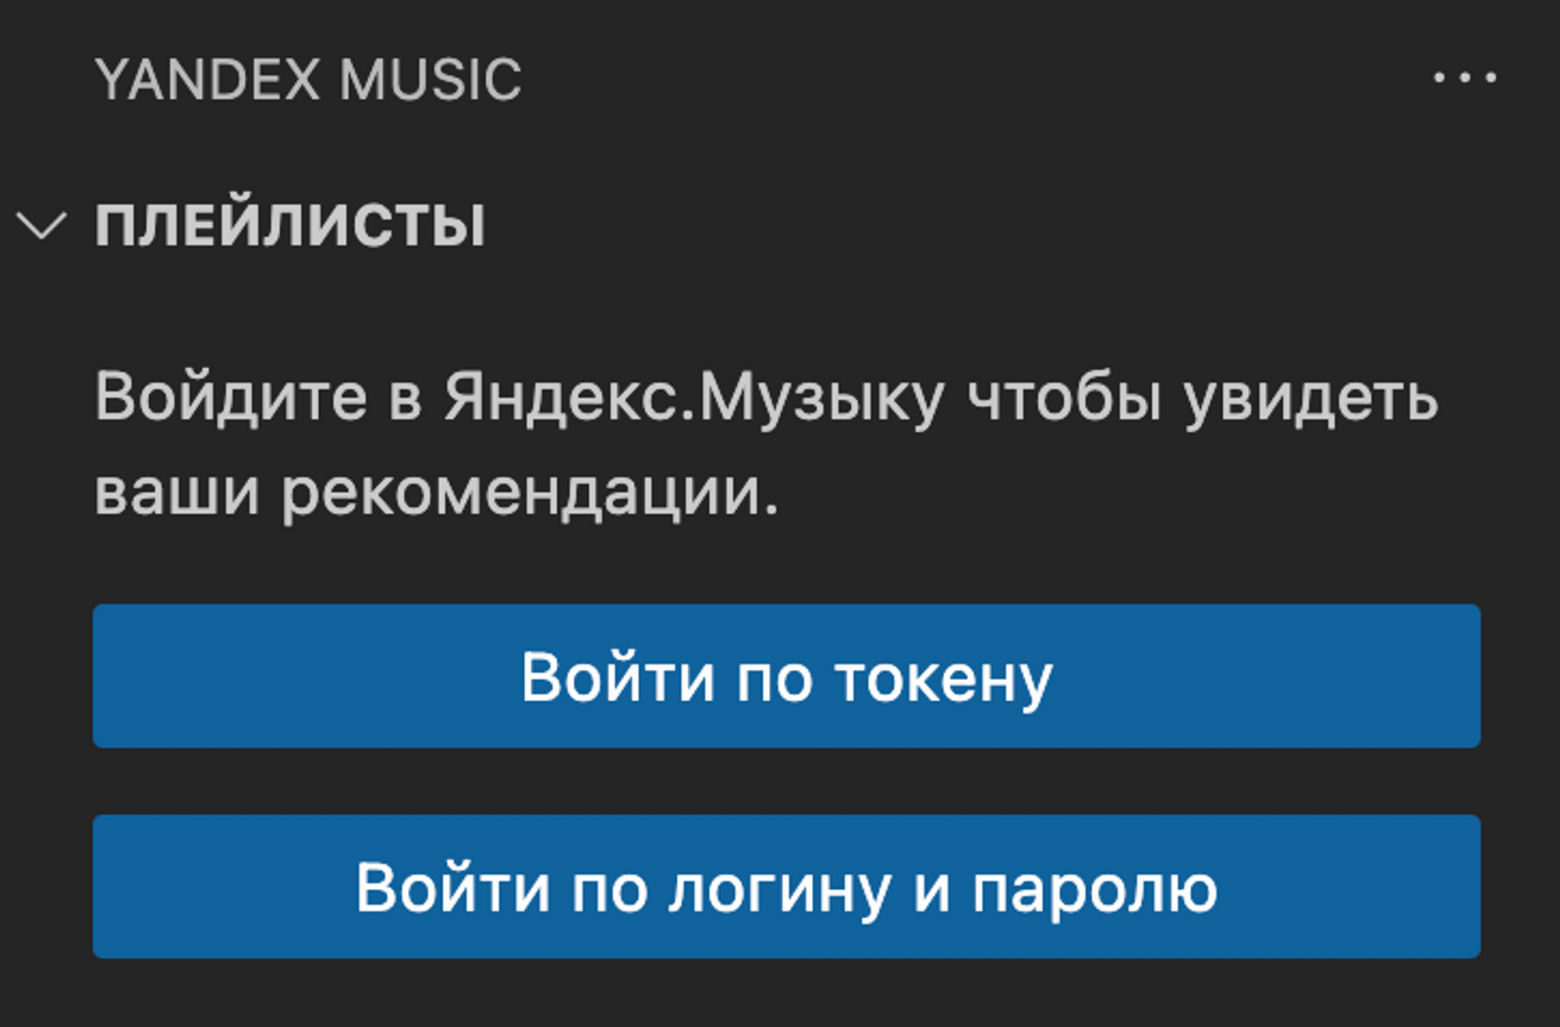 YANDEX MUSIC
ПЛЕЙЛИСТЫ
Войдите в Яндекс.Музыку чтобы увидеть
ваши рекомендации.
Войти по токену
Войти по логину и паролю